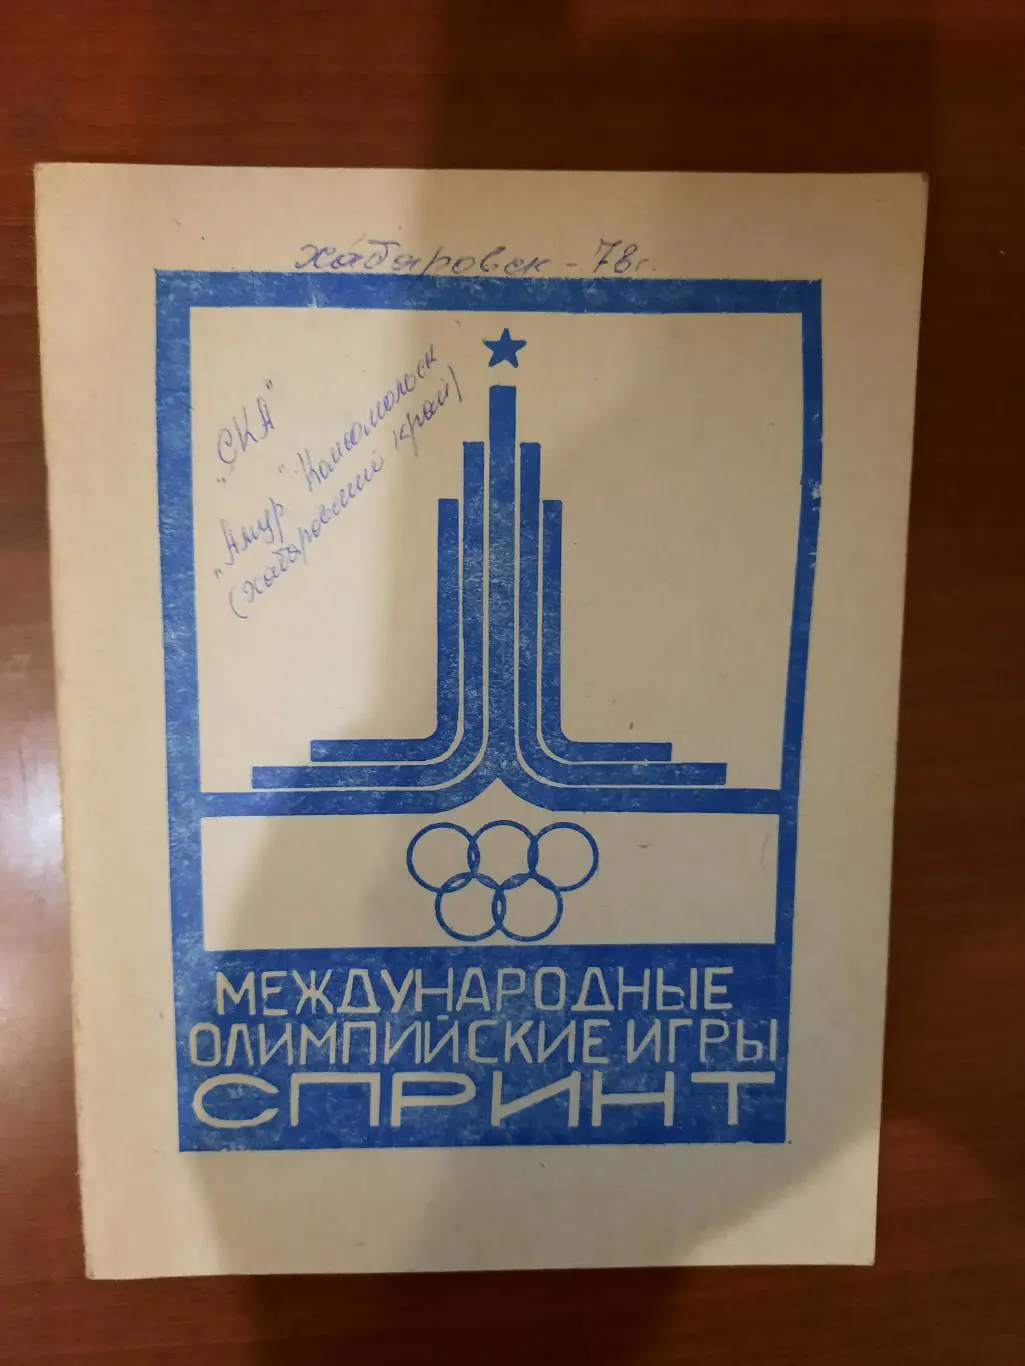 Хабаровск - 78г.
"СКА"
"Амур" Комсомольск
(Хабаровский край)
МЕЖДУНАРОДНЫЕ
ОЛИМПИЙСКИЕ ИГРЫ
СПРИНТ